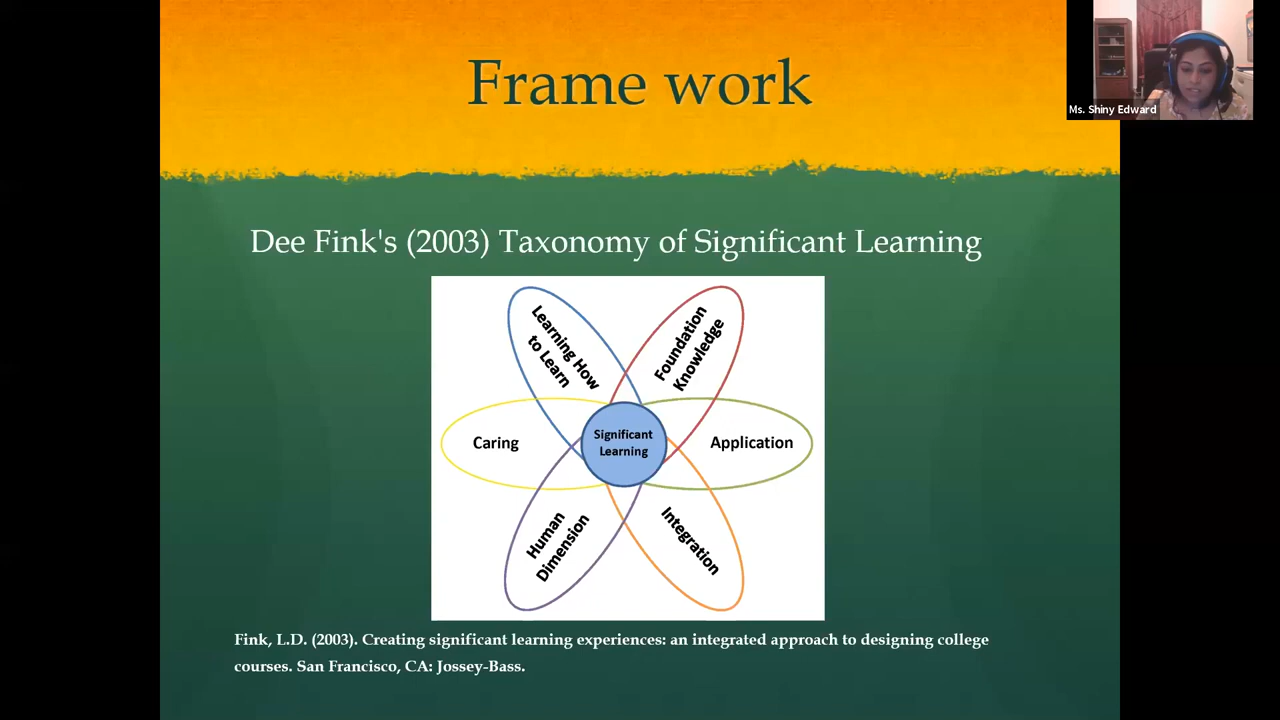 Frame work
Ms. Shiny Edward
Dee Fink's (2003) Taxonomy of Significant Learning
Learning How
to Learn
Foundation
Knowledge
Caring
Significant
Learning
Application
Human
Dimension
Integration
Fink, L.D. (2003). Creating significant learning experiences: an integrated approach to designing college
courses. San Francisco, CA: Jossey-Bass.